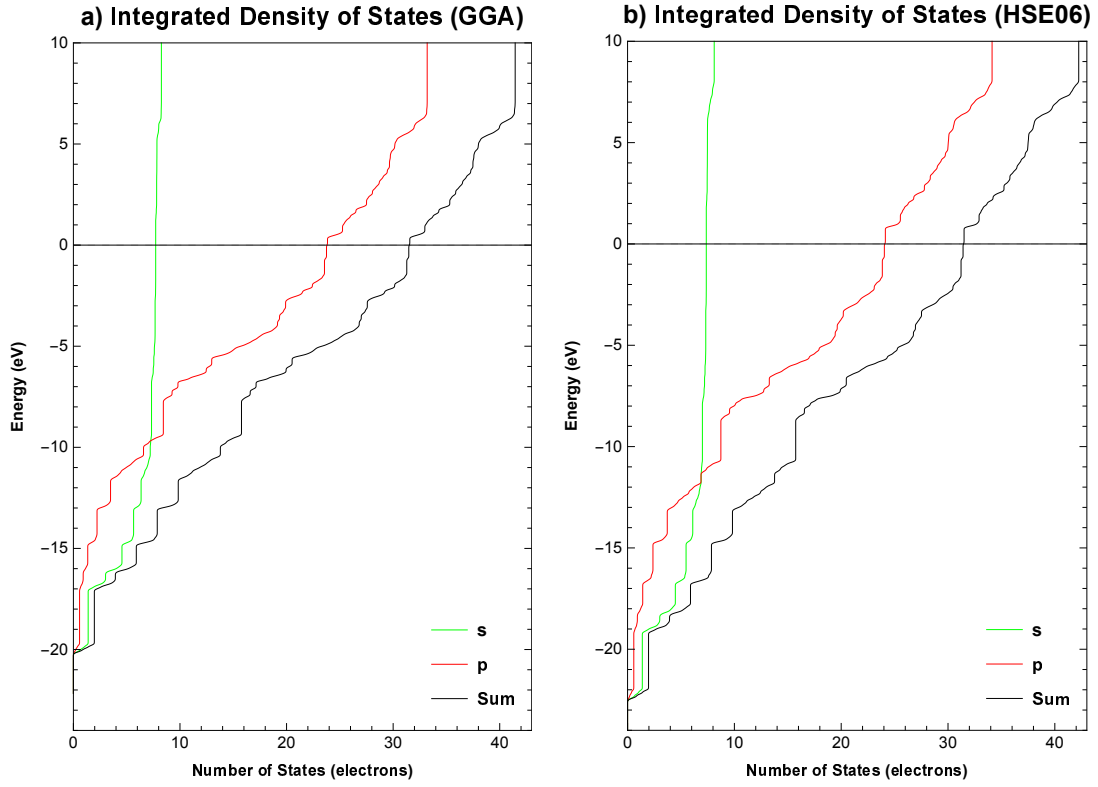 a) Integrated Density of States (GGA)
10
5
0
−5
−10
−15
−20
Energy (eV)
s
p
Sum
0
10
20
30
40
Number of States (electrons)
b) Integrated Density of States (HSE06)
10
5
0
−5
−10
−15
−20
Energy (eV)
s
p
Sum
0
10
20
30
40
Number of States (electrons)